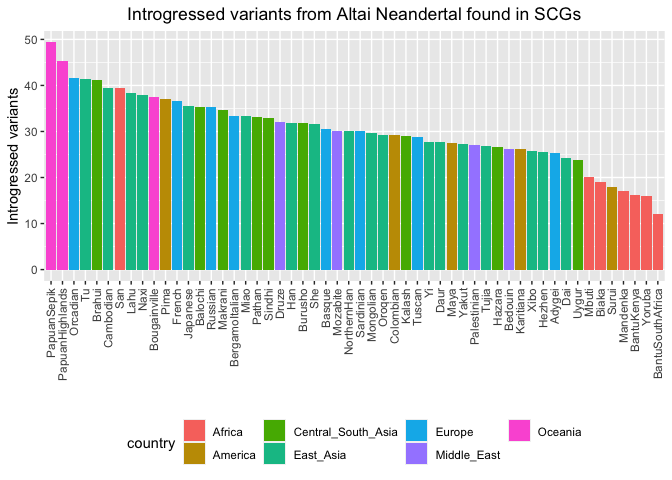 Introgressed variants from Altai Neandertal found in SCGs
Introgressed variants
50
40
30
20
10
0
PapuanSepik
PapuanHighlands
Orcadian
Tu
Brahui
Cambodian
San
Lahu
Naxi
Bougainville
Pima
French
Japanese
Balochi
Russian
Makrani
BergamoItalian
Miao
Pathan
Sindhi
Druze
Han
Burusho
She
Basque
Mozabite
NorthernHan
Sardinian
Mongolian
Oroqen
Colombian
Kalash
Tuscan
Yi
Daur
Maya
Yakut
Palestinian
Tujia
Hazara
Bedouin
Karitiana
Xibo
Hezhen
Adygei
Dai
Uygur
Mbuti
Biaka
Surui
Mandenka
BantuKenya
Yoruba
BantuSouthAfrica
country
Africa
America
Central_South_Asia
East_Asia
Europe
Middle_East
Oceania